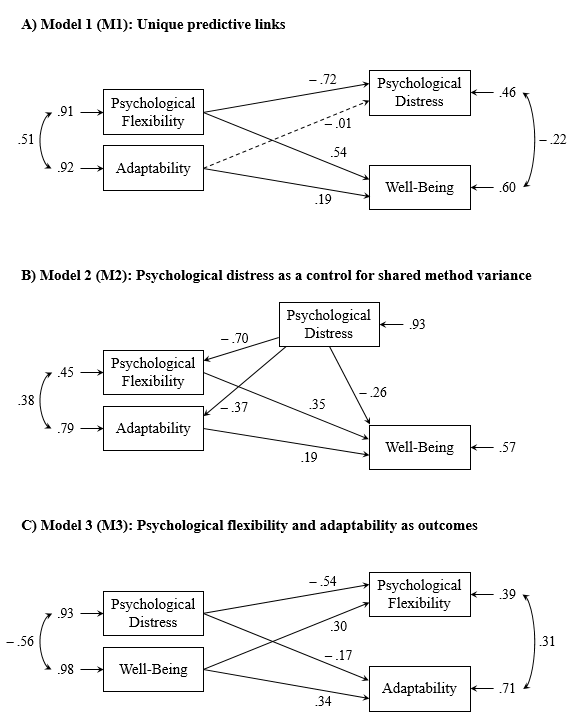 A) Model 1 (M1): Unique predictive links
– .72
Psychological
Distress
.46
.91
Psychological
Flexibility
– .01
.51
– .22
.54
.92
Adaptability
Well-Being
.60
.19
B) Model 2 (M2): Psychological distress as a control for shared method variance
Psychological
Distress
.93
– .70
.45
Psychological
Flexibility
– .26
.38
.35
– .37
.79
Adaptability
Well-Being
.57
.19
C) Model 3 (M3): Psychological flexibility and adaptability as outcomes
– .54
Psychological
Flexibility
.39
.93
Psychological
Distress
.30
– .56
.31
– .17
.98
Well-Being
Adaptability
.71
.34